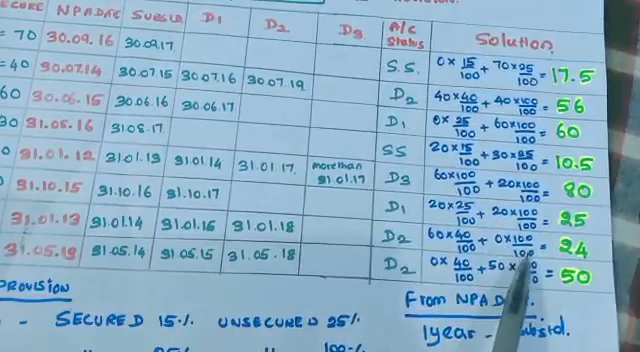 ECURE NPA DATE SUBSID D1 D2 D3 A/C Status Solution
= 70 30.09.16 30.09.17 S.S. 0 × 15/100 + 70 × 25/100 = 17.5
= 40 30.07.14 30.07.15 30.07.16 30.07.19 D2 40 × 40/100 + 40 × 100/100 = 56
60 30.06.15 30.06.16 30.06.17 D1 0 × 25/100 + 60 × 100/100 = 60
30 31.05.16 31.05.17 SS 20 × 15/100 + 30 × 25/100 = 10.5
0 31.01.12 31.01.13 31.01.14 31.01.17 more than 31.01.17 D3 60 × 100/100 + 20 × 100/100 = 80
31.10.15 31.10.16 31.10.17 D1 20 × 25/100 + 20 × 100/100 = 25
31.01.13 31.01.14 31.01.15 31.01.18 D2 60 × 40/100 + 0 × 100/100 = 24
31.05.13 31.05.14 31.05.15 31.05.18 D2 0 × 40/100 + 50 × = 50
PROVISION From NPA D
- SECURED 15% UNSECURED 25% 1 year - subsid.
100%